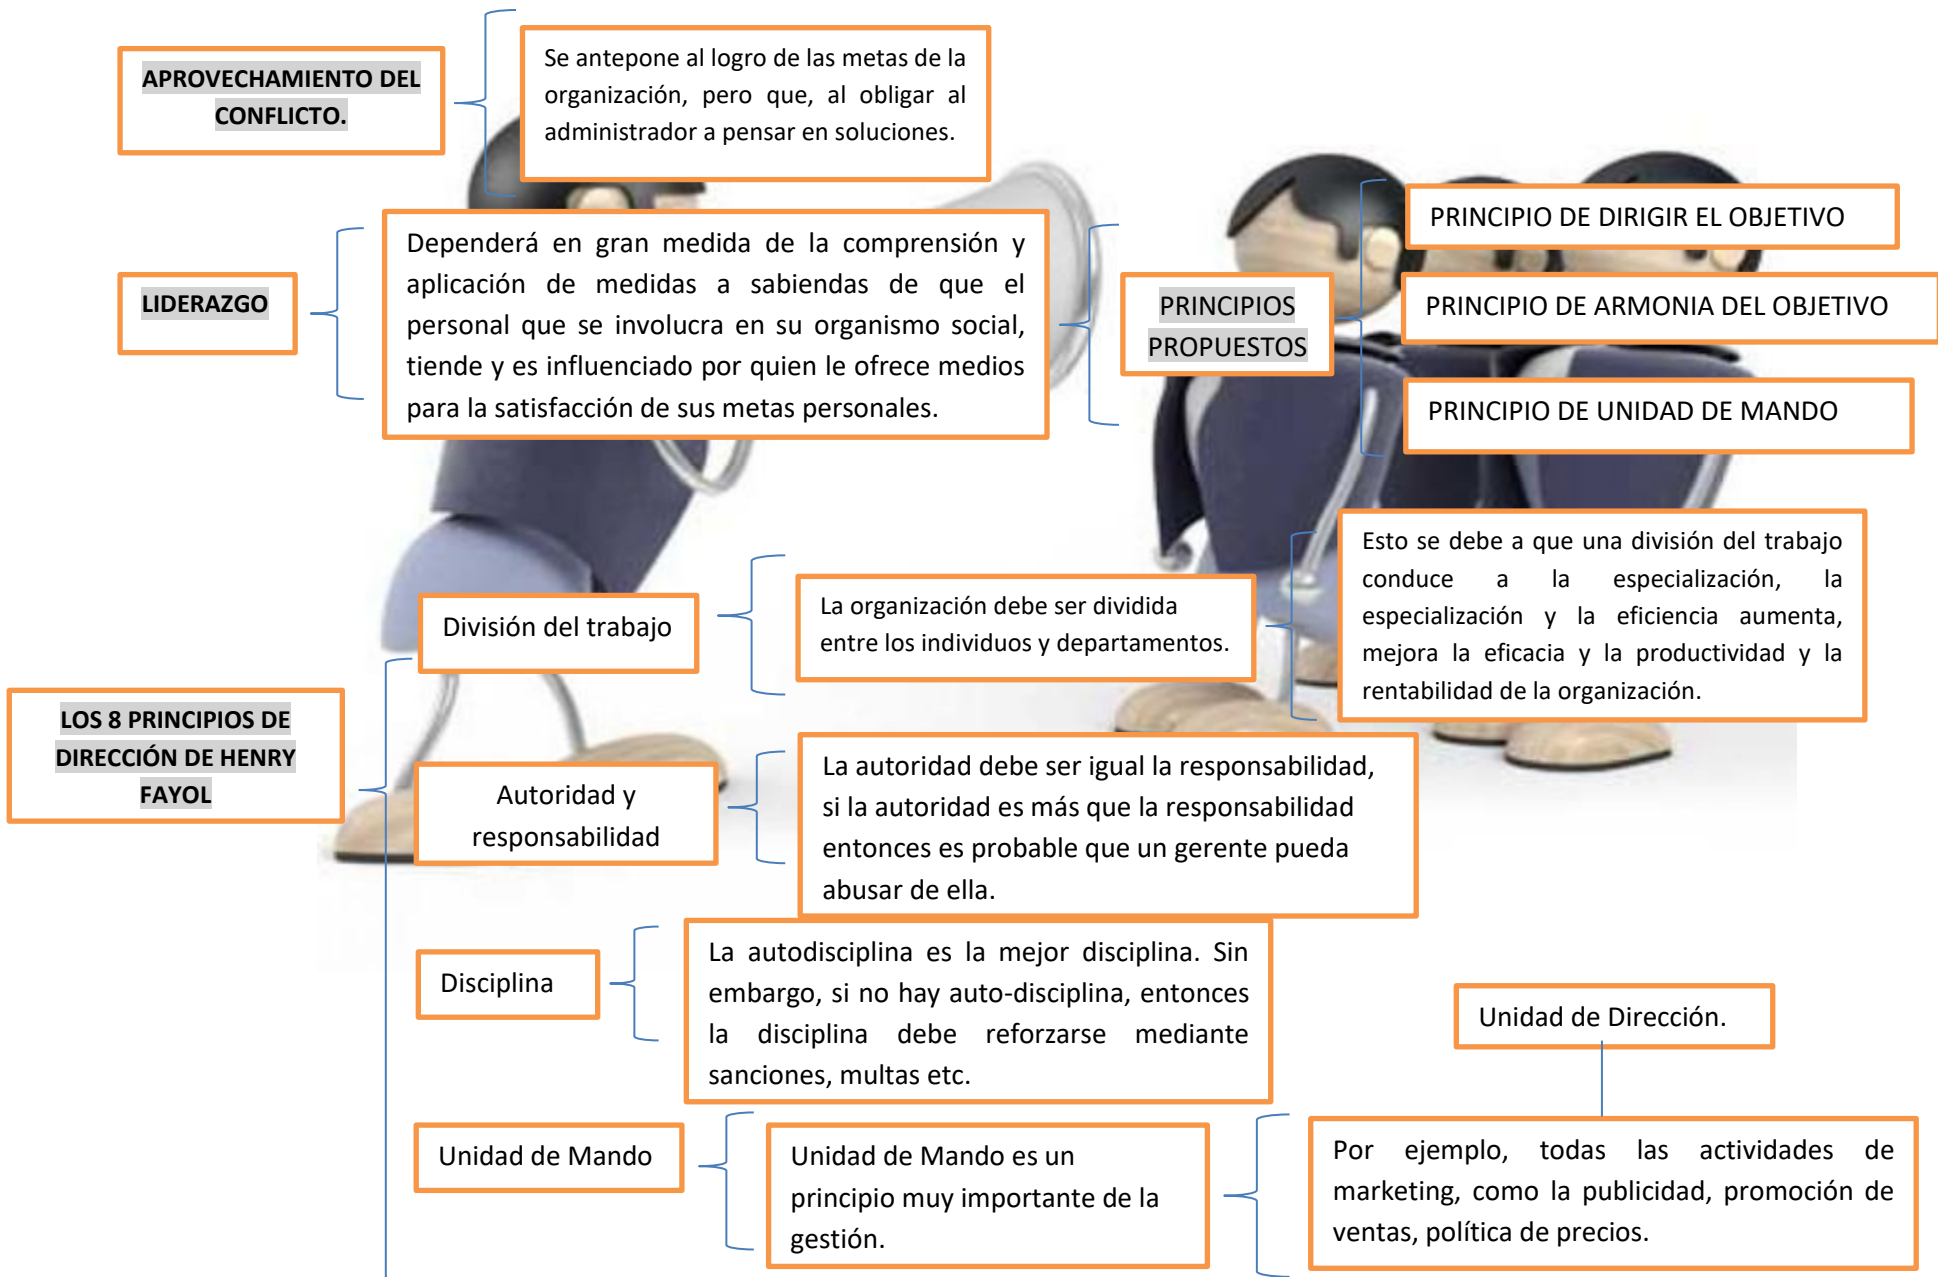 APROVECHAMIENTO DEL
CONFLICTO.
Se antepone al logro de las metas de la
organización, pero que, al obligar al
administrador a pensar en soluciones.
LIDERAZGO
Dependerá en gran medida de la comprensión y
aplicación de medidas a sabiendas de que el
personal que se involucra en su organismo social,
tiende y es influenciado por quien le ofrece medios
para la satisfacción de sus metas personales.
PRINCIPIOS
PROPUESTOS
PRINCIPIO DE DIRIGIR EL OBJETIVO
PRINCIPIO DE ARMONIA DEL OBJETIVO
PRINCIPIO DE UNIDAD DE MANDO
LOS 8 PRINCIPIOS DE
DIRECCIÓN DE HENRY
FAYOL
División del trabajo
La organización debe ser dividida
entre los individuos y departamentos.
Esto se debe a que una división del trabajo
conduce a la especialización, la
especialización y la eficiencia aumenta,
mejora la eficacia y la productividad y la
rentabilidad de la organización.
Autoridad y
responsabilidad
La autoridad debe ser igual la responsabilidad,
si la autoridad es más que la responsabilidad
entonces es probable que un gerente pueda
abusar de ella.
Disciplina
La autodisciplina es la mejor disciplina. Sin
embargo, si no hay auto-disciplina, entonces
la disciplina debe reforzarse mediante
sanciones, multas etc.
Unidad de Mando
Unidad de Mando es un
principio muy importante de la
gestión.
Unidad de Dirección.
Por ejemplo, todas las actividades de
marketing, como la publicidad, promoción de
ventas, política de precios.